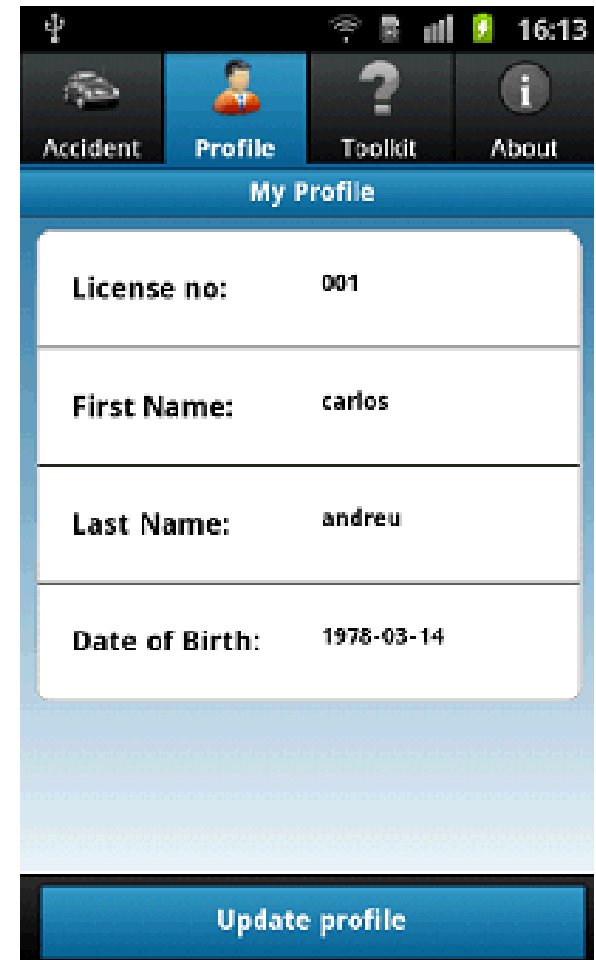 16:13
Accident Profile Toolkit About
My Profile
License no: 001
First Name: carlos
Last Name: andreu
Date of Birth: 1978-03-14
Update profile